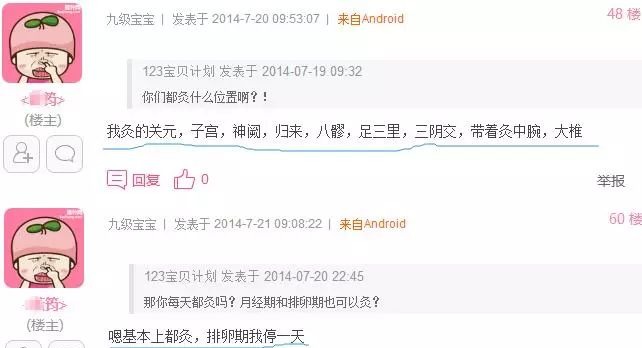 九级宝宝 | 发表于 2014-7-20 09:53:07 | 来自Android
48 楼
123宝贝计划 发表于 2014-07-19 09:32
你们都灸什么位置啊?!
筠>
(楼主)
我灸的关元，子宫，神阙，归来，八髎，足三里，三阴交，带着灸中腕，大椎
回复 0
举报
九级宝宝 | 发表于 2014-7-21 09:08:22 | 来自Android
60 楼
123宝贝计划 发表于 2014-07-20 22:45
那你每天都灸吗? 月经期和排卵期也可以灸?
筠>
(楼主)
嗯基本上都灸，排卵期我停一天